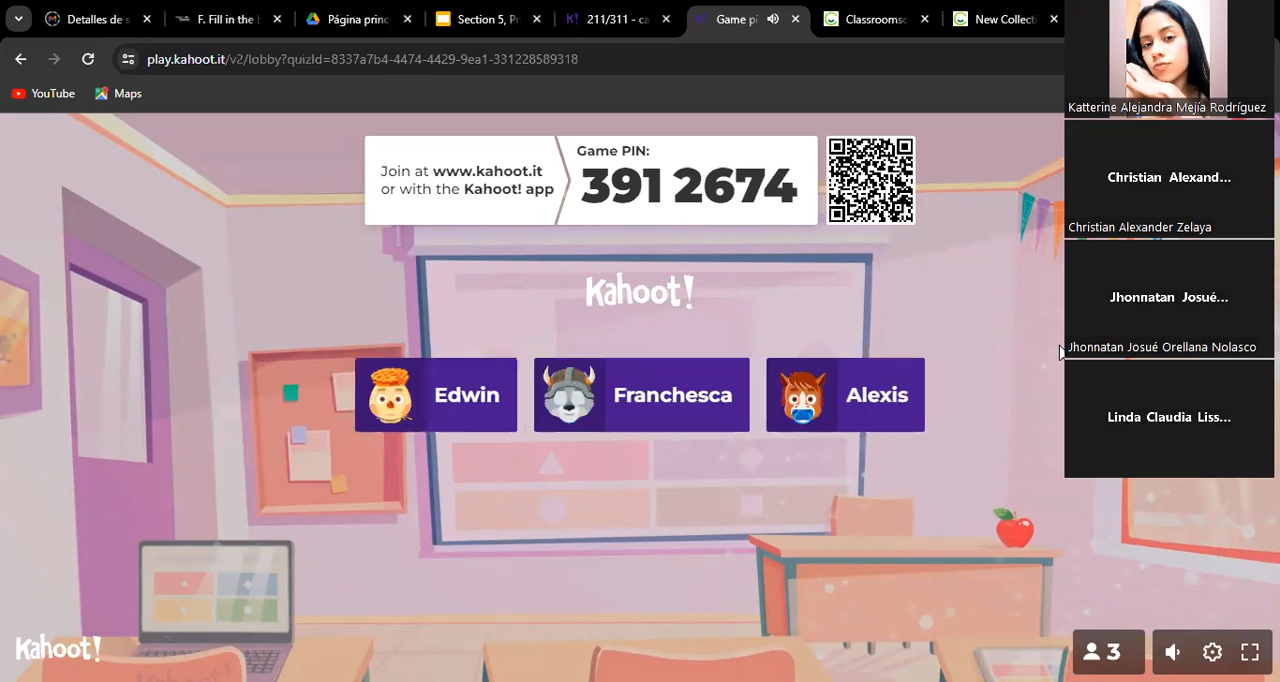 Detalles de s
F. Fill in the b
Página princ
Section 5, Pr
K! 211/311 - ca
Game pi
Classroomsc
New Collect
play.kahoot.it/v2/lobby?quizId=8337a7b4-4474-4429-9ea1-331228589318
YouTube
Maps
Join at www.kahoot.it
or with the Kahoot! app
Game PIN:
391 2674
Kahoot!
Edwin
Franchesca
Alexis
Kahoot!
3
Katterine Alejandra Mejía Rodríguez
Christian Alexand...
Christian Alexander Zelaya
Jhonnatan Josué...
Jhonnatan Josué Orellana Nolasco
Linda Claudia Liss...